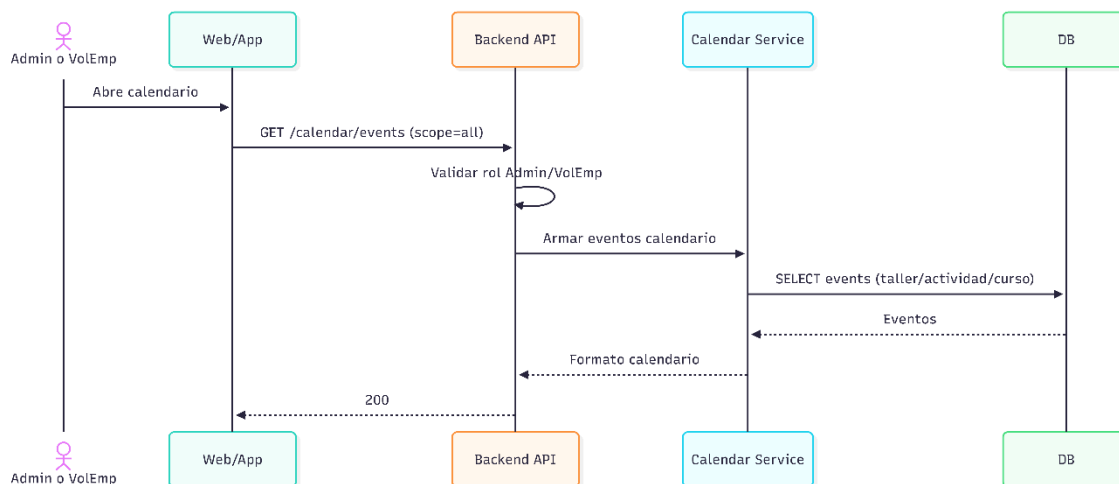 Admin o VolEmp
Web/App
Backend API
Calendar Service
DB
Abre calendario
GET /calendar/events (scope=all)
Validar rol Admin/VolEmp
Armar eventos calendario
SELECT events (taller/actividad/curso)
Eventos
Formato calendario
200
Admin o VolEmp
Web/App
Backend API
Calendar Service
DB